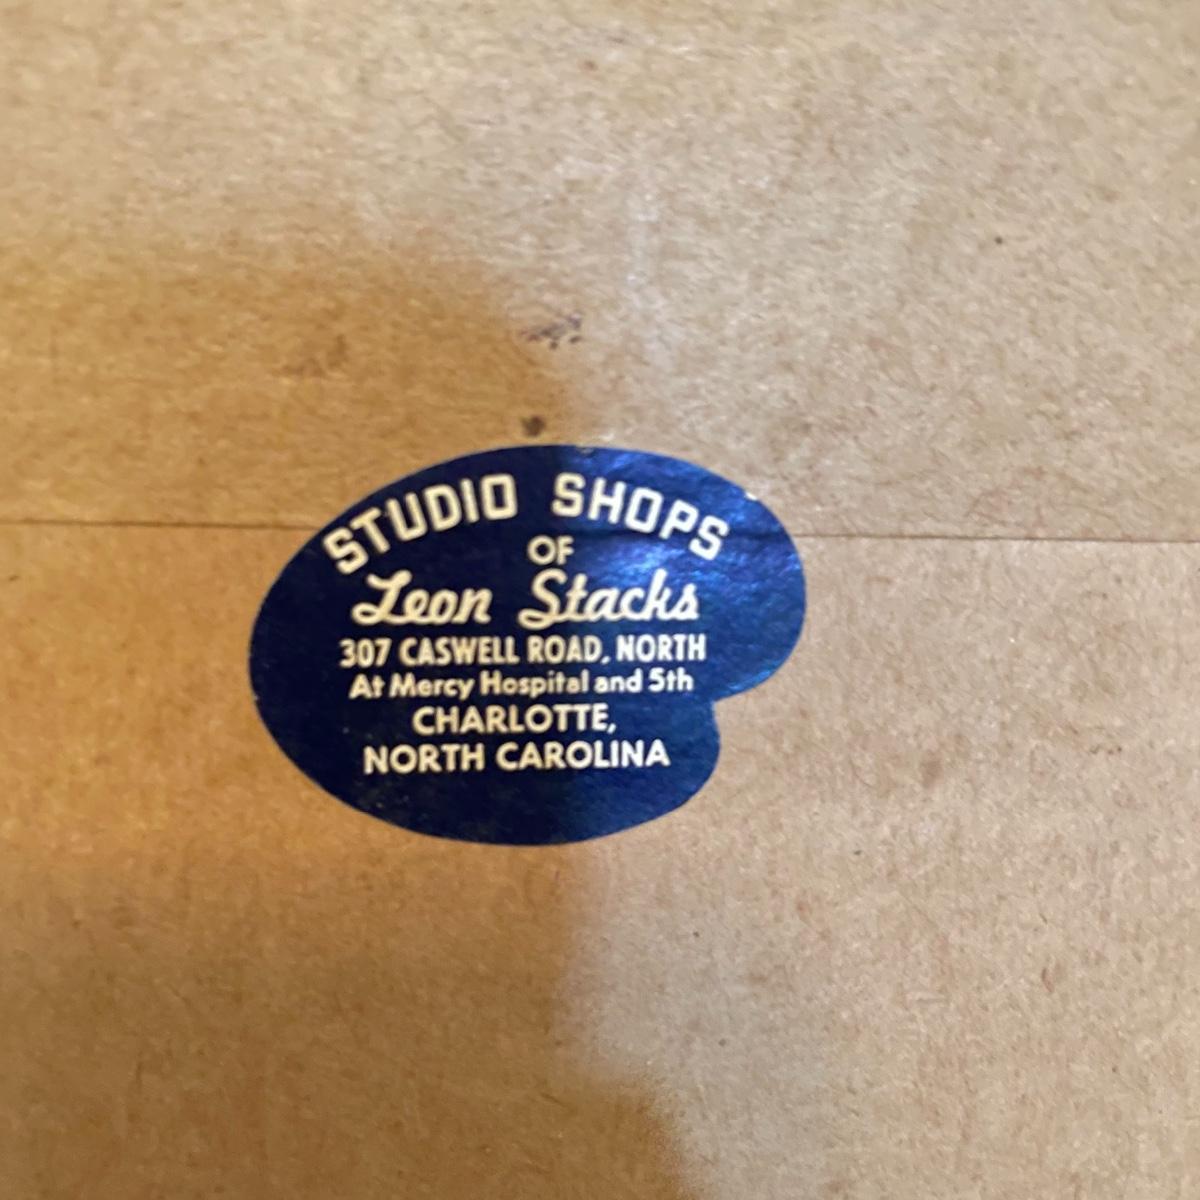 STUDIO SHOPS
OF
Leon Stacks
307 CASWELL ROAD, NORTH
At Mercy Hospital and 5th
CHARLOTTE,
NORTH CAROLINA